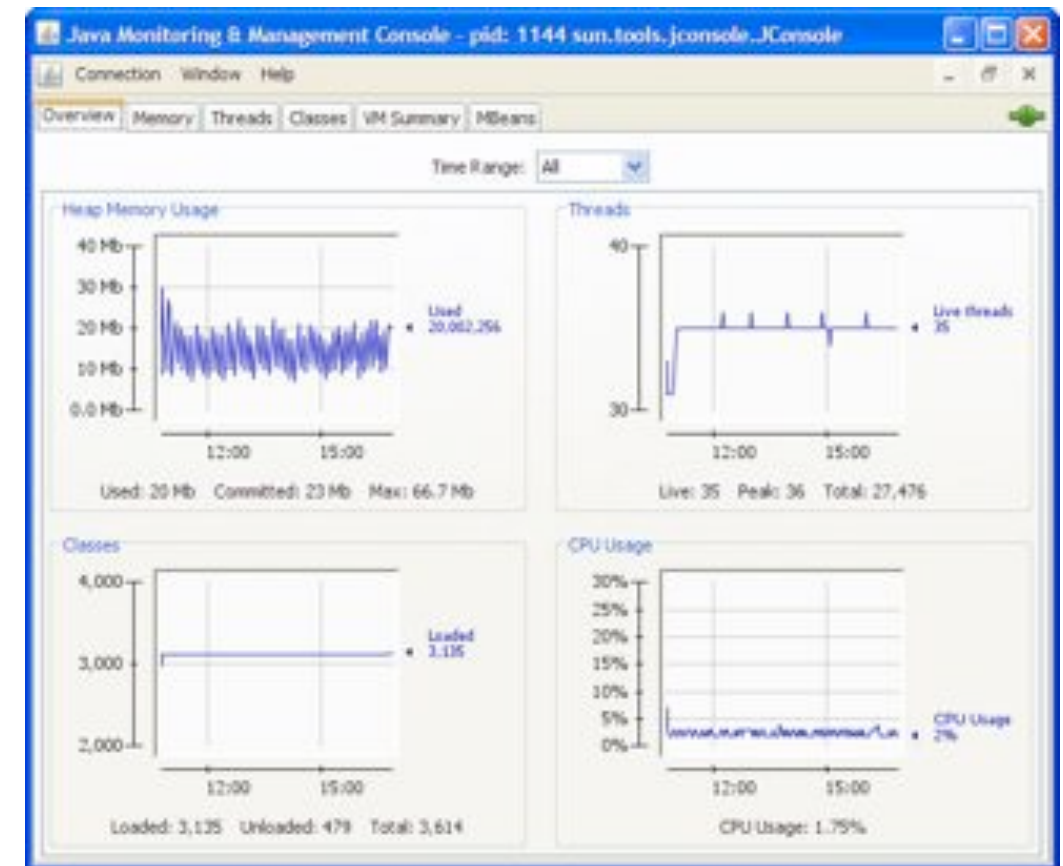 Java Monitoring & Management Console - pid: 1144 sun.tools.jconsole.JConsole
Connection Window Help
Overview Memory Threads Classes VM Summary MBeans
Time Range: All
Heap Memory Usage
40 Mb
30 Mb
20 Mb
10 Mb
0.0 Mb
Used
20,002,256
12:00 15:00
Used: 20 Mb Committed: 23 Mb Max: 66.7 Mb
Threads
40
30
Live threads
35
12:00 15:00
Live: 35 Peak: 36 Total: 27,476
Classes
4,000
3,000
2,000
Loaded
3,135
12:00 15:00
Loaded: 3,135 Unloaded: 479 Total: 3,614
CPU Usage
30%
25%
20%
15%
10%
5%
0%
CPU Usage
2%
12:00 15:00
CPU Usage: 1.75%